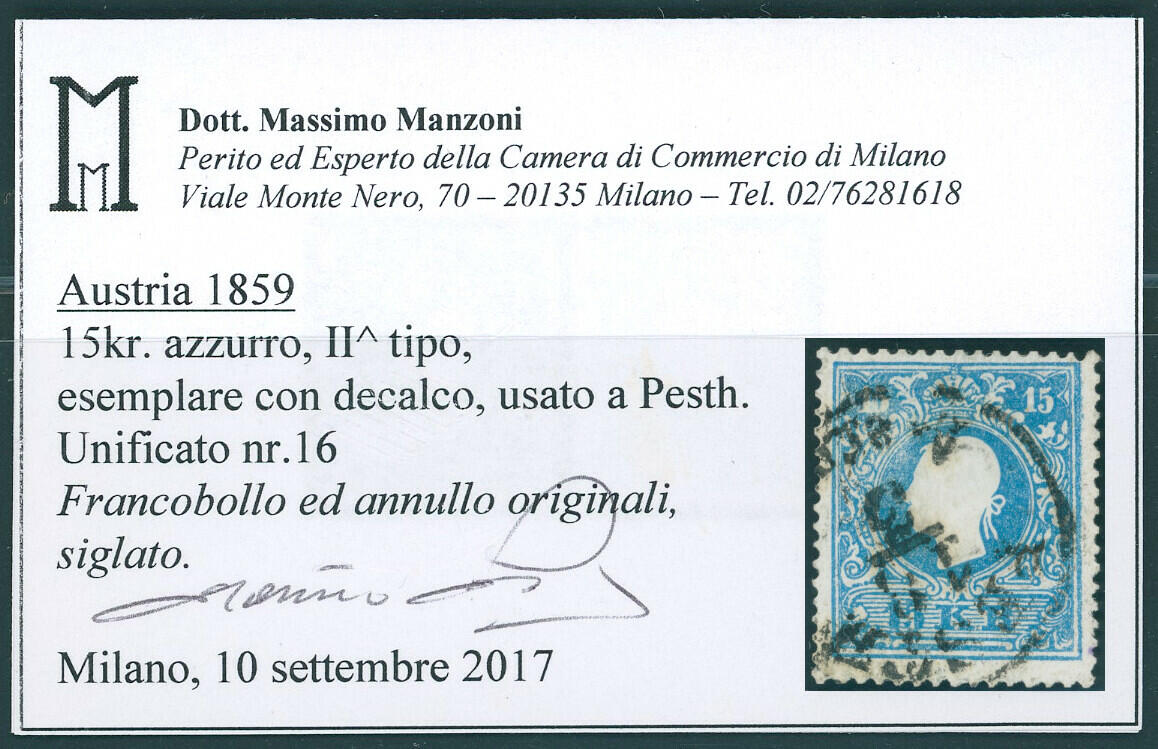 M
M
Dott. Massimo Manzoni
Perito ed Esperto della Camera di Commercio di Milano
Viale Monte Nero, 70 – 20135 Milano – Tel. 02/76281618
Austria 1859
15kr. azzurro, II^ tipo,
esemplare con decalco, usato a Pesth.
Unificato nr.16
Francobollo ed annullo originali,
siglato.
Milano, 10 settembre 2017
15